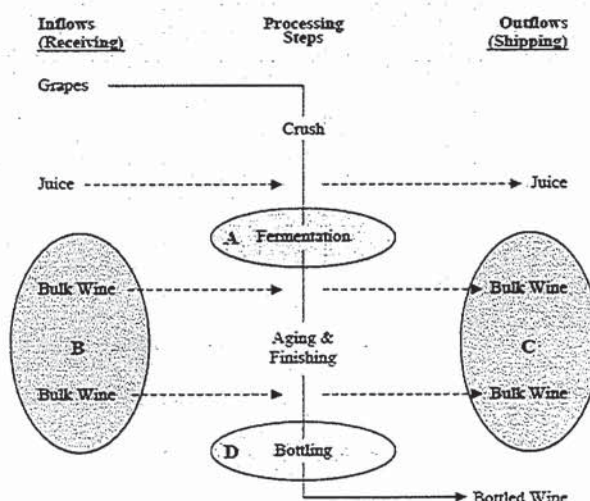 Inflows Processing Outflows
(Receiving) Steps (Shipping)
Grapes
Crush
Juice Juice
A Fermentation
Bulk Wine Bulk Wine
Aging &
B Finishing C
Bulk Wine Bulk Wine
D Bottling
Bottled Wine